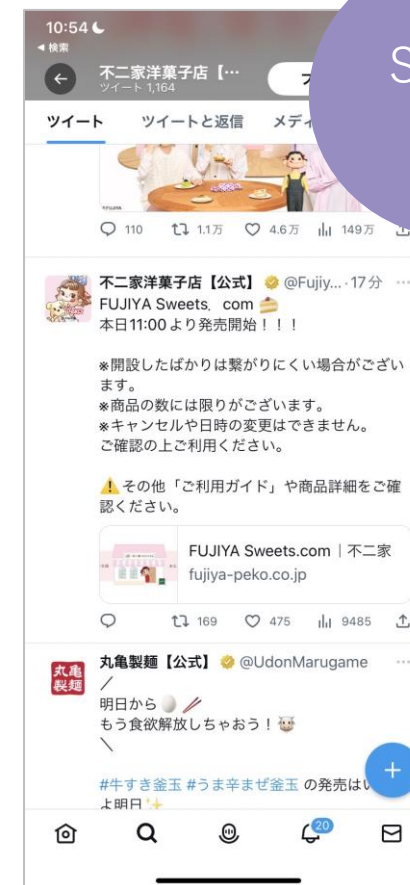 10:54
◀ 検索
不二家洋菓子店【…
ツイート 1,164
S
ツイート ツイートと返信 メディ
110 1.1万 4.6万 149万
不二家洋菓子店【公式】 @Fujiy... · 17分 …
FUJIYA Sweets．com 🍰
本日11:00より発売開始！！！
※開設したばかりは繋がりにくい場合がござい
ます。
※商品の数には限りがございます。
※キャンセルや日時の変更はできません。
ご確認の上ご利用ください。
⚠️ その他「ご利用ガイド」や商品詳細をご確
認ください。
FUJIYA Sweets.com｜不二家
fujiya-peko.co.jp
169 475 9485
丸亀
製麺
丸亀製麺【公式】 @UdonMarugame …
／
明日から🥚🥢
もう食欲解放しちゃおう！🐮
＼
#牛すき釜玉 #うま辛まぜ釜玉 の発売はい
よ明日✨
20